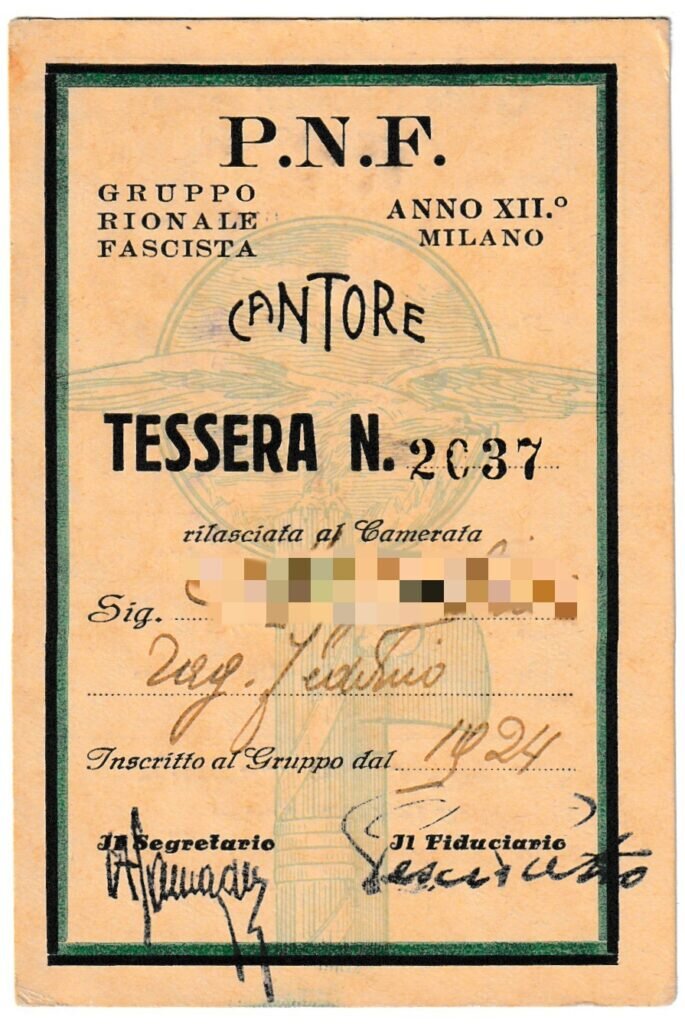 P.N.F.
GRUPPO
RIONALE
FASCISTA
ANNO XII.º
MILANO
CANTORE
TESSERA N. 2037
rilasciata al Camerata
Sig.
Rag.
Inscritto al Gruppo dal 1924
Il Segretario
Il Fiduciario